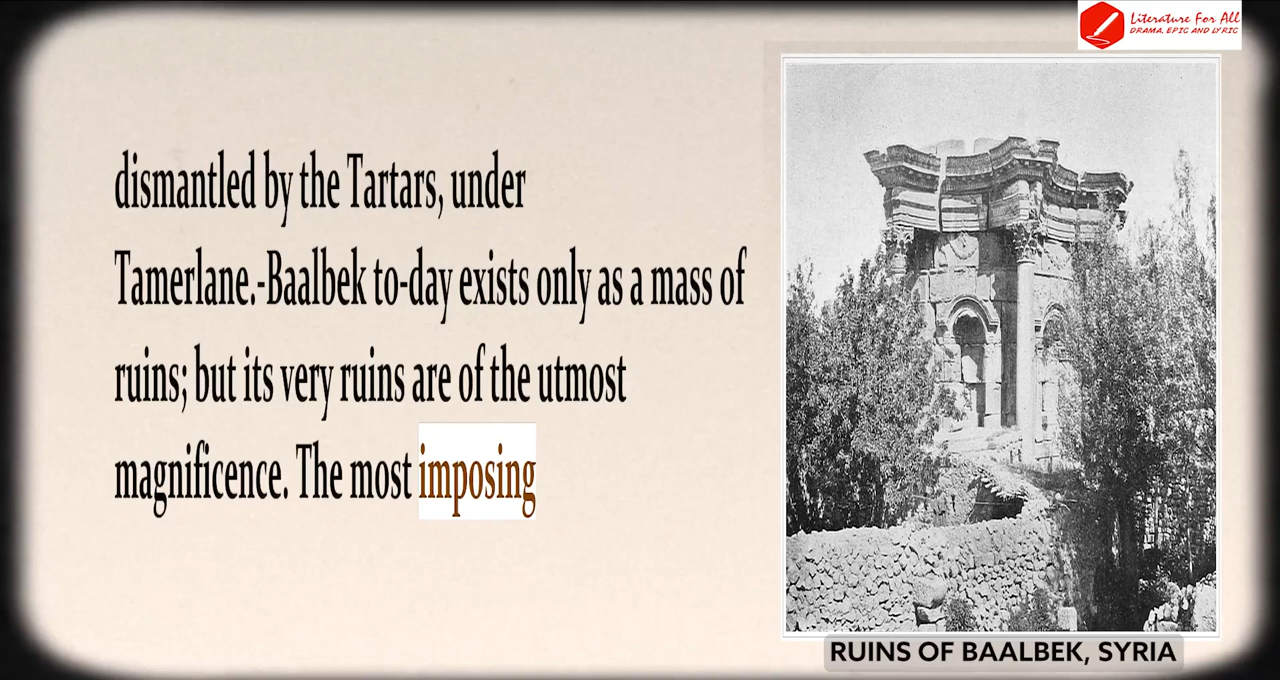 Literature For All
DRAMA, EPIC AND LYRIC
dismantled by the Tartars, under
Tamerlane.-Baalbek to-day exists only as a mass of
ruins; but its very ruins are of the utmost
magnificence. The most imposing
RUINS OF BAALBEK, SYRIA